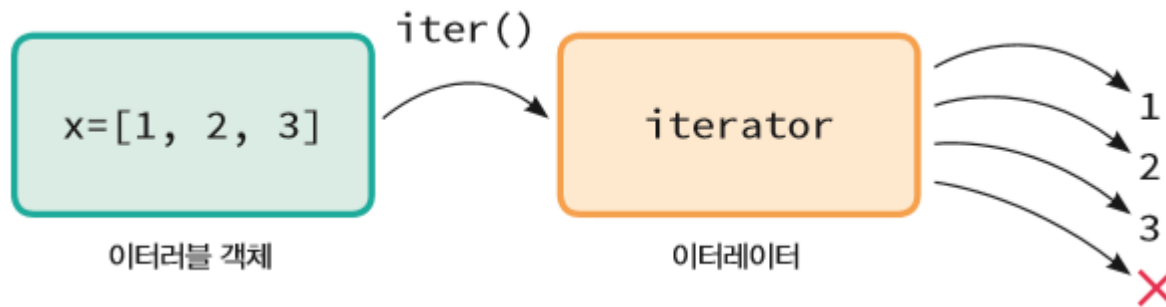 iter()
x=[1, 2, 3]
iterator
1
2
3
이터러블 객체
이터레이터